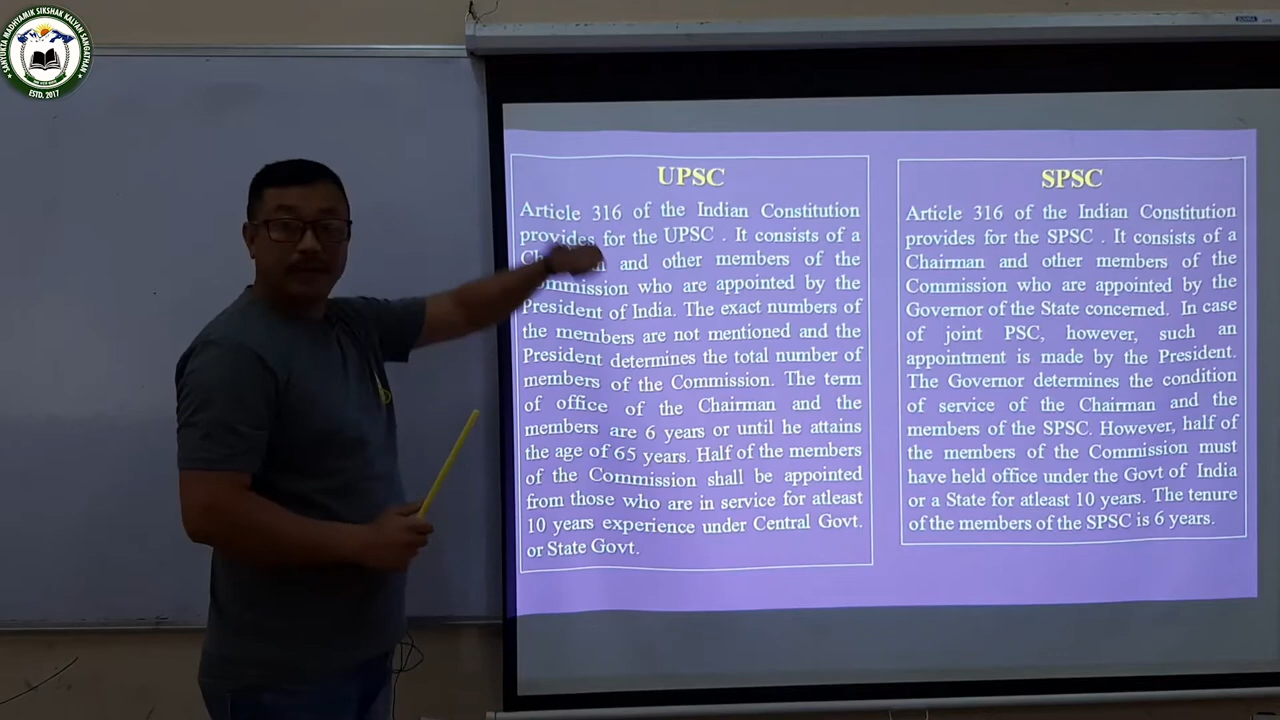 SANYUKTA MADHYAMIK SIKSHAK KALYAN SANGATHAN
ESTD. 2017
UPSC
Article 316 of the Indian Constitution
provides for the UPSC . It consists of a
and other members of the
Commission who are appointed by the
President of India. The exact numbers of
the members are not mentioned and the
President determines the total number of
members of the Commission. The term
of office of the Chairman and the
members are 6 years or until he attains
the age of 65 years. Half of the members
of the Commission shall be appointed
from those who are in service for atleast
10 years experience under Central Govt.
or State Govt.
SPSC
Article 316 of the Indian Constitution
provides for the SPSC . It consists of a
Chairman and other members of the
Commission who are appointed by the
Governor of the State concerned. In case
of joint PSC, however, such an
appointment is made by the President.
The Governor determines the condition
of service of the Chairman and the
members of the SPSC. However, half of
the members of the Commission must
have held office under the Govt of India
or a State for atleast 10 years. The tenure
of the members of the SPSC is 6 years.